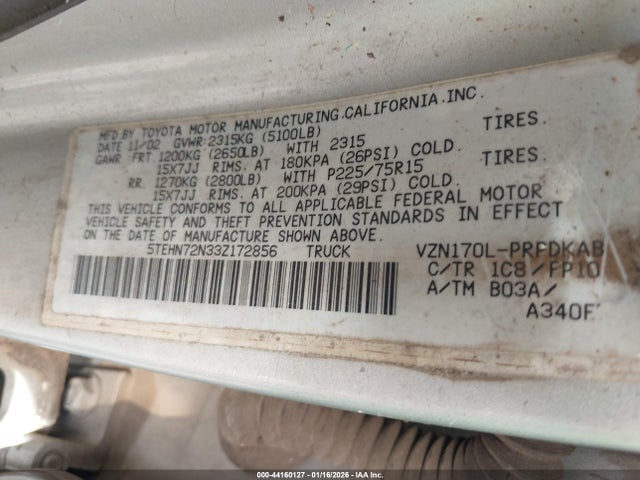 MFD.BY TOYOTA MOTOR MANUFACTURING.CALIFORNIA.INC.
DATE 11/02 GVWR:2315KG (5100LB)
GAWR: FRT. 1200KG (2650LB) WITH 2315 TIRES.
15X7JJ RIMS. AT 180KPA (26PSI) COLD.
RR. 1270KG (2800LB) WITH P225/75R15 TIRES.
15X7JJ RIMS. AT 200KPA (29PSI) COLD.
THIS VEHICLE CONFORMS TO ALL APPLICABLE FEDERAL MOTOR
VEHICLE SAFETY AND THEFT PREVENTION STANDARDS IN EFFECT
ON THE DATE OF MANUFACTURE SHOWN ABOVE.
5TEHN72N33Z172856 TRUCK VZN170L-PRFDKAB
C/TR 1C8/FP10
A/TM B03A/
A340F
000-44160127 - 01/16/2026 - IAA Inc.